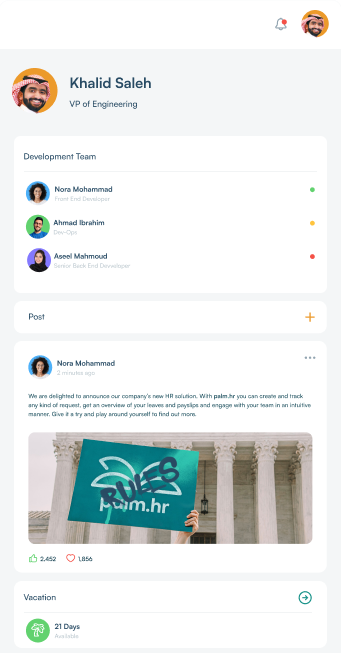 Khalid Saleh
VP of Engineering
Development Team
Nora Mohammad
Front End Developer
Ahmad Ibrahim
Dev-Ops
Aseel Mahmoud
Senior Back End Deveveloper
Post
Nora Mohammad
2 minutes ago
We are delighted to announce our company's new HR solution. With palm.hr you can create and track
any kind of request, get an overview of your leaves and payslips and engage with your team in an intuitive
manner. Give it a try and play around yourself to find out more.
RULES
palm.hr
2,452 1,856
Vacation
21 Days
Available